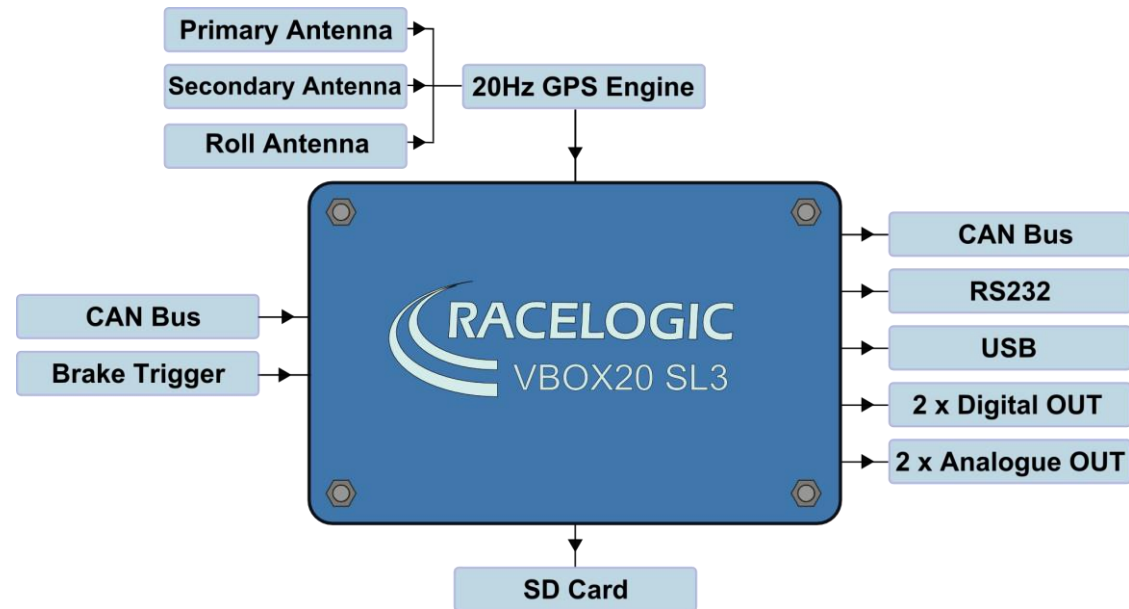 Primary Antenna
Secondary Antenna
20Hz GPS Engine
Roll Antenna
CAN Bus
RS232
CAN Bus
RACELOGIC
USB
Brake Trigger
VBOX20 SL3
2 x Digital OUT
2 x Analogue OUT
SD Card